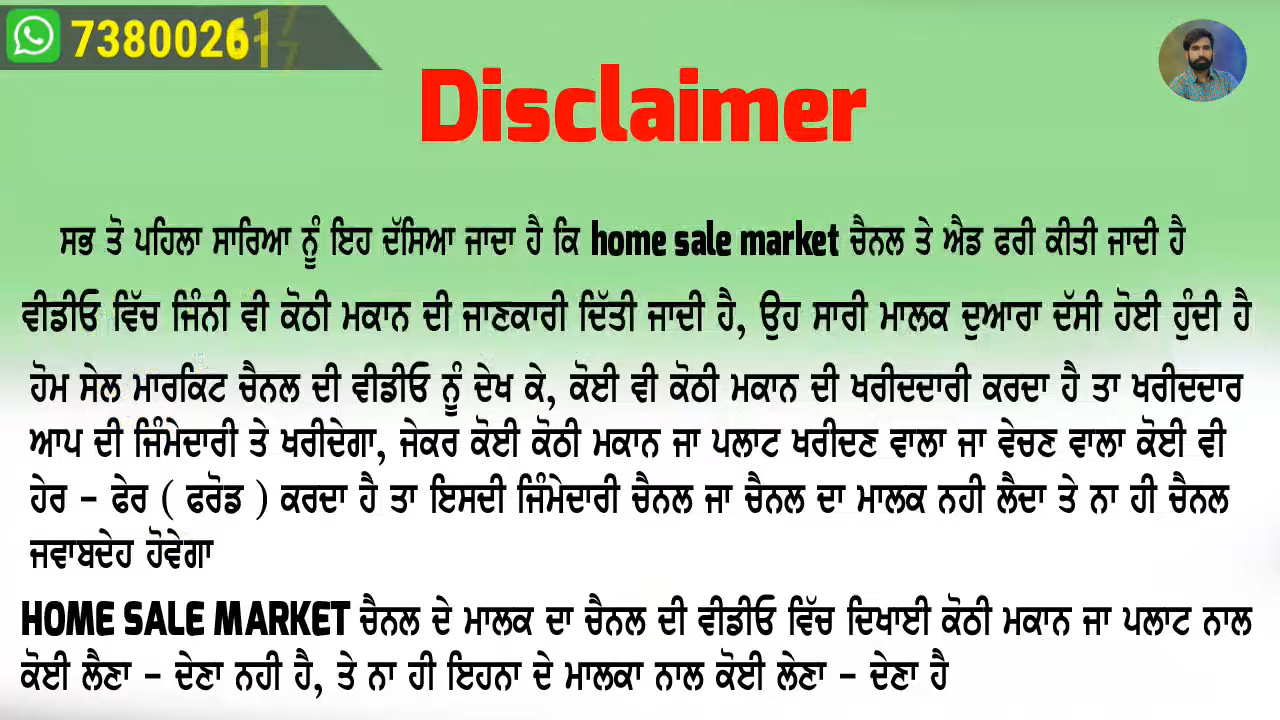 7380026
Disclaimer
ਸਭ ਤੋ ਪਹਿਲਾ ਸਾਰਿਆ ਨੂੰ ਇਹ ਦੱਸਿਆ ਜਾਦਾ ਹੈ ਕਿ home sale market ਚੈਨਲ ਤੇ ਐਡ ਫਰੀ ਕੀਤੀ ਜਾਦੀ ਹੈ
ਵੀਡੀਓ ਵਿੱਚ ਜਿੰਨੀ ਵੀ ਕੋਠੀ ਮਕਾਨ ਦੀ ਜਾਣਕਾਰੀ ਦਿੱਤੀ ਜਾਦੀ ਹੈ, ਉਹ ਸਾਰੀ ਮਾਲਕ ਦੁਆਰਾ ਦੱਸੀ ਹੋਈ ਹੁੰਦੀ ਹੈ
ਹੋਮ ਸੇਲ ਮਾਰਕਿਟ ਚੈਨਲ ਦੀ ਵੀਡੀਓ ਨੂੰ ਦੇਖ ਕੇ, ਕੋਈ ਵੀ ਕੋਠੀ ਮਕਾਨ ਦੀ ਖਰੀਦਦਾਰੀ ਕਰਦਾ ਹੈ ਤਾ ਖਰੀਦਦਾਰ
ਆਪ ਦੀ ਜਿੰਮੇਦਾਰੀ ਤੇ ਖਰੀਦੇਗਾ, ਜੇਕਰ ਕੋਈ ਕੋਠੀ ਮਕਾਨ ਜਾ ਪਲਾਟ ਖਰੀਦਣ ਵਾਲਾ ਜਾ ਵੇਚਣ ਵਾਲਾ ਕੋਈ ਵੀ
ਹੇਰ - ਫੇਰ ( ਫਰੋਡ ) ਕਰਦਾ ਹੈ ਤਾ ਇਸਦੀ ਜਿੰਮੇਦਾਰੀ ਚੈਨਲ ਜਾ ਚੈਨਲ ਦਾ ਮਾਲਕ ਨਹੀ ਲੈਦਾ ਤੇ ਨਾ ਹੀ ਚੈਨਲ
ਜਵਾਬਦੇਹ ਹੋਵੇਗਾ
HOME SALE MARKET ਚੈਨਲ ਦੇ ਮਾਲਕ ਦਾ ਚੈਨਲ ਦੀ ਵੀਡੀਓ ਵਿੱਚ ਦਿਖਾਈ ਕੋਠੀ ਮਕਾਨ ਜਾ ਪਲਾਟ ਨਾਲ
ਕੋਈ ਲੈਣਾ - ਦੇਣਾ ਨਹੀ ਹੈ, ਤੇ ਨਾ ਹੀ ਇਹਨਾ ਦੇ ਮਾਲਕਾ ਨਾਲ ਕੋਈ ਲੇਣਾ - ਦੇਣਾ ਹੈ